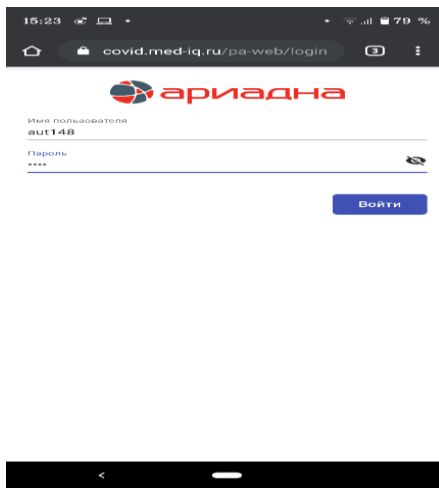 15:23 79 %
covid.med-iq.ru/pa-web/login 3
ариадна
Имя пользователя
aut148
Пароль
••••
Войти